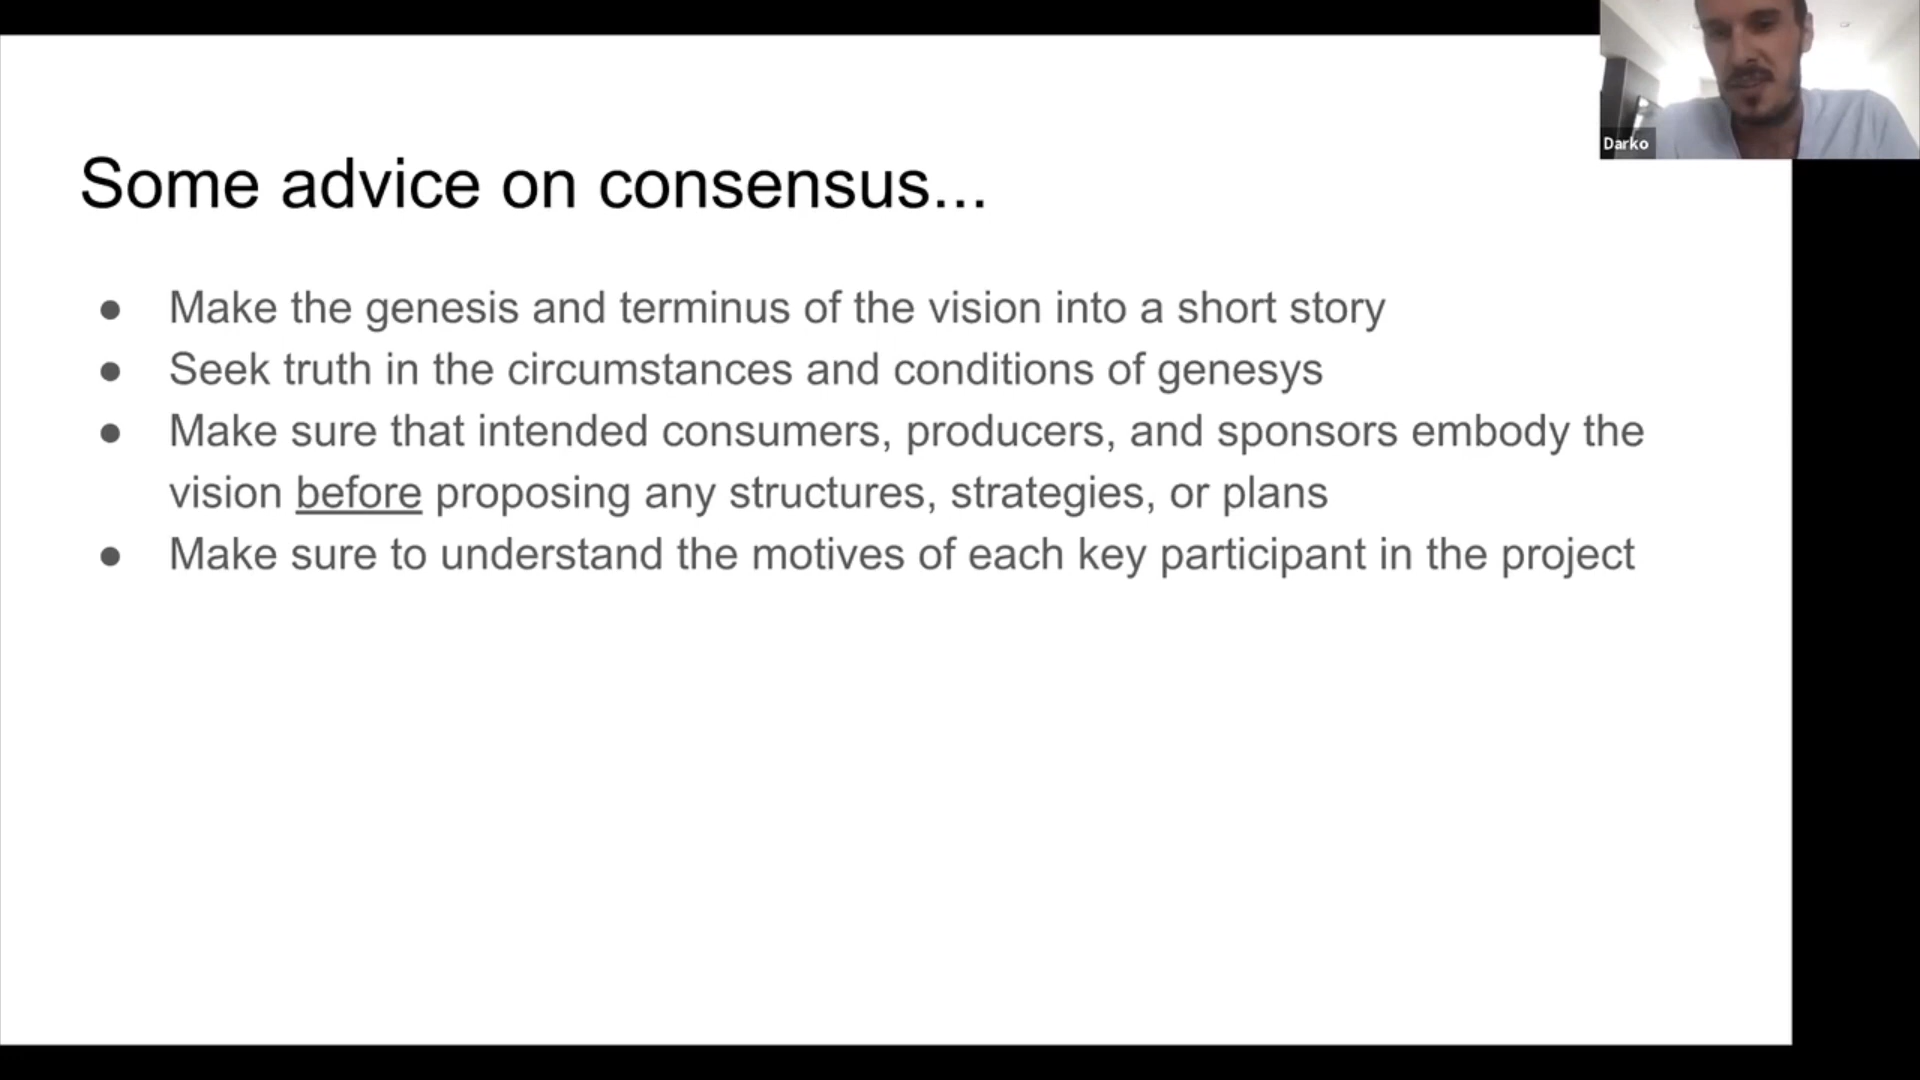 Some advice on consensus...
● Make the genesis and terminus of the vision into a short story
● Seek truth in the circumstances and conditions of genesys
● Make sure that intended consumers, producers, and sponsors embody the
vision before proposing any structures, strategies, or plans
● Make sure to understand the motives of each key participant in the project
Darko